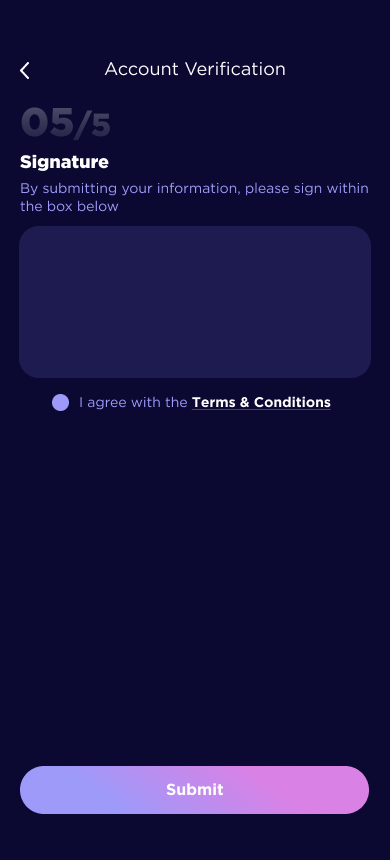 Account Verification
05/5
Signature
By submitting your information, please sign within
the box below
I agree with the Terms & Conditions
Submit